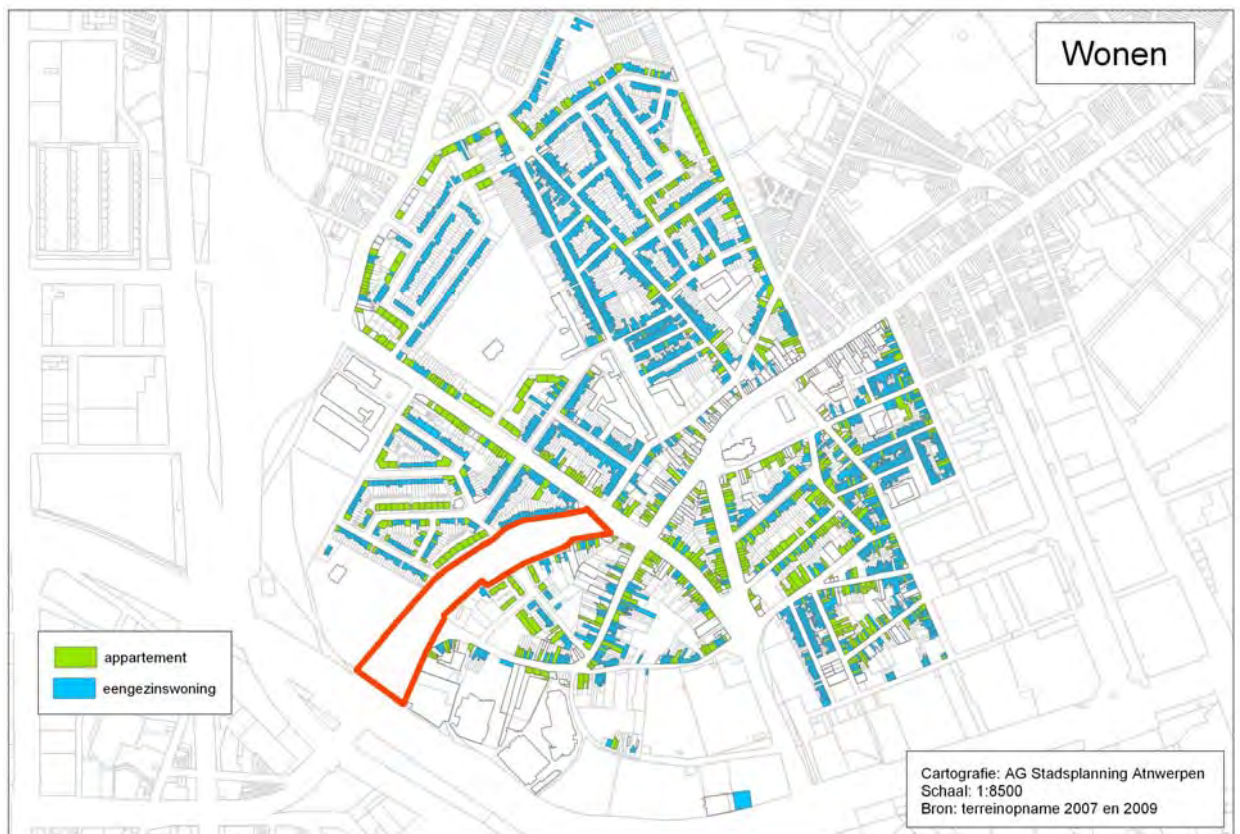 Wonen
appartement
eengezinswoning
Cartografie: AG Stadsplanning Atnwerpen
Schaal: 1:8500
Bron: terreinopname 2007 en 2009